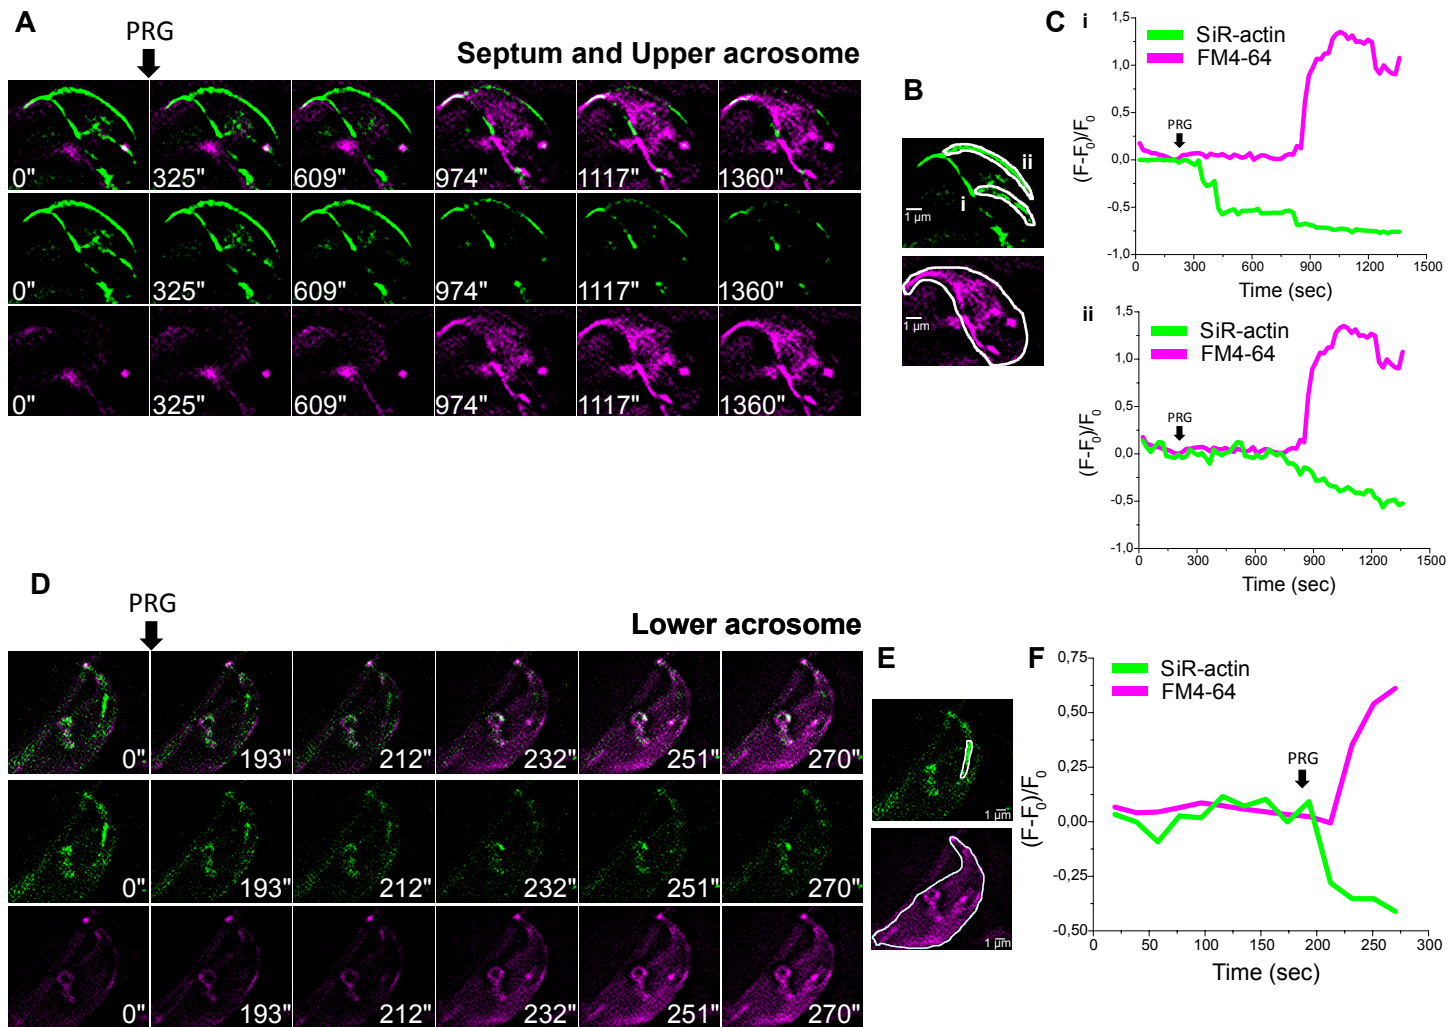 A
PRG
Septum and Upper acrosome
0" 325" 609" 974" 1117" 1360"
0" 325" 609" 974" 1117" 1360"
0" 325" 609" 974" 1117" 1360"
B
ii
i
1 µm
1 µm
C
i
SiR-actin
FM4-64
PRG
(F-F0)/F0
1,5
1,0
0,5
0,0
-0,5
-1,0
0 300 600 900 1200 1500
Time (sec)
ii
SiR-actin
FM4-64
PRG
(F-F0)/F0
1,5
1,0
0,5
0,0
-0,5
-1,0
0 300 600 900 1200 1500
Time (sec)
D
PRG
Lower acrosome
0" 193" 212" 232" 251" 270"
0" 193" 212" 232" 251" 270"
0" 193" 212" 232" 251" 270"
E
1 µm
1 µm
F
SiR-actin
FM4-64
PRG
(F-F0)/F0
0,75
0,50
0,25
0,00
-0,25
-0,50
0 50 100 150 200 250 300
Time (sec)